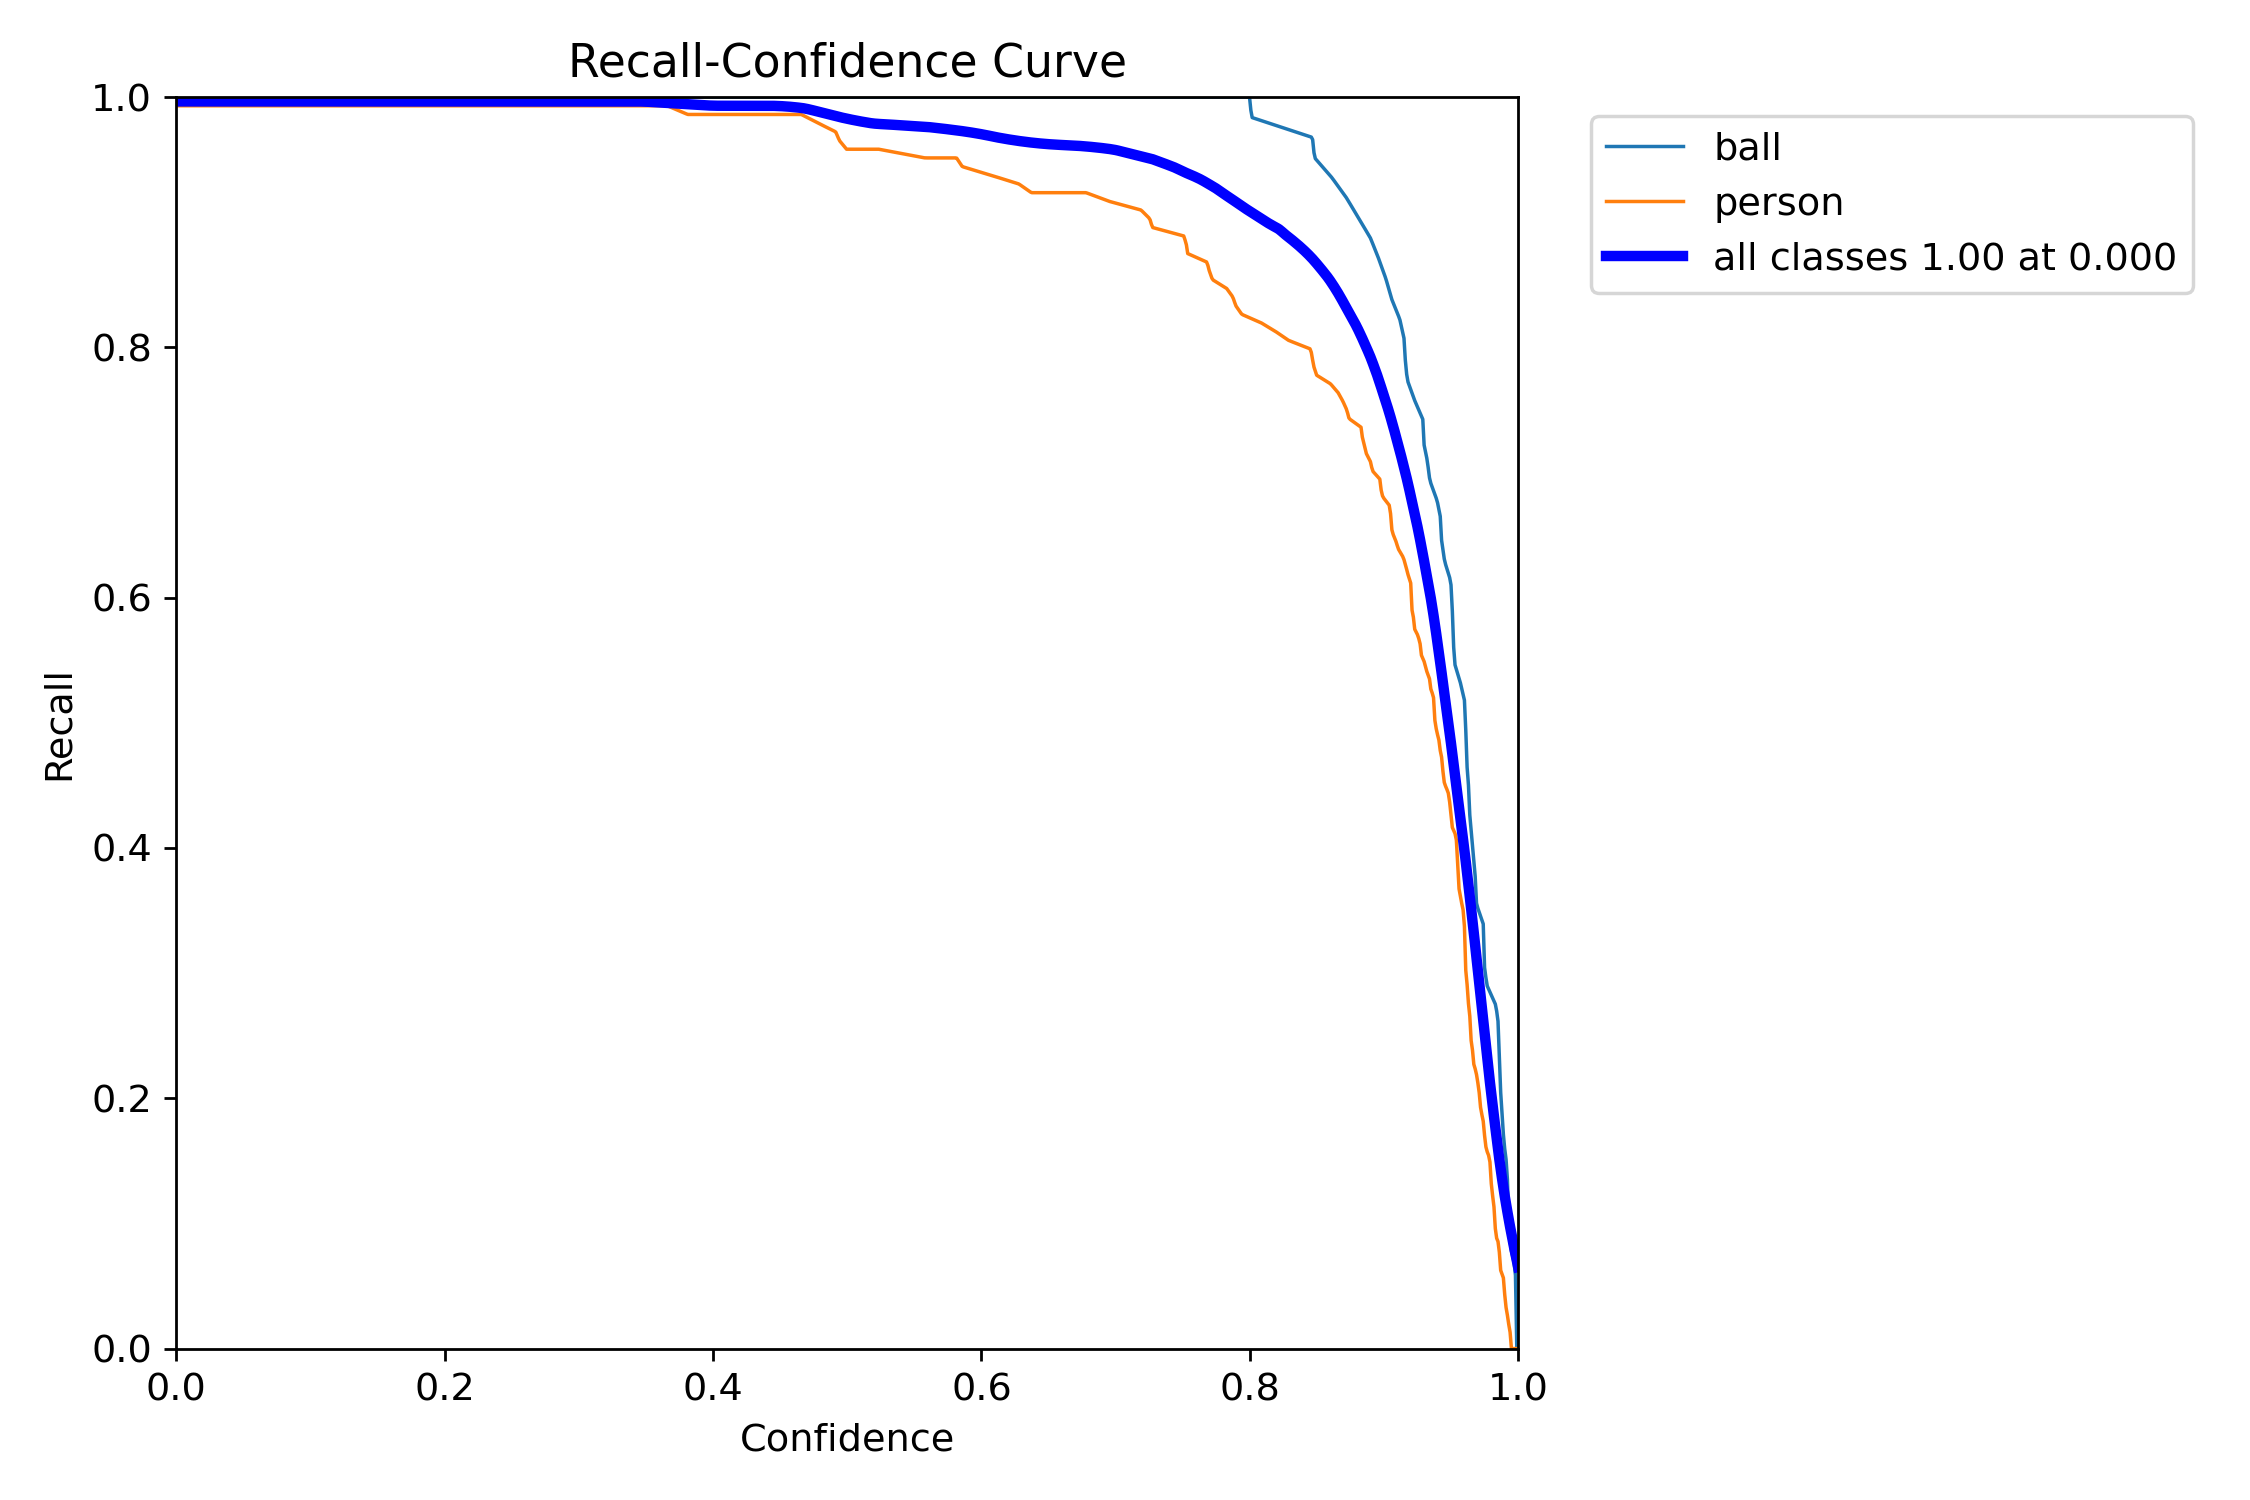 Recall-Confidence Curve
1.0
0.8
0.6
0.4
0.2
0.0
Recall
0.0 0.2 0.4 0.6 0.8 1.0
Confidence
ball
person
all classes 1.00 at 0.000